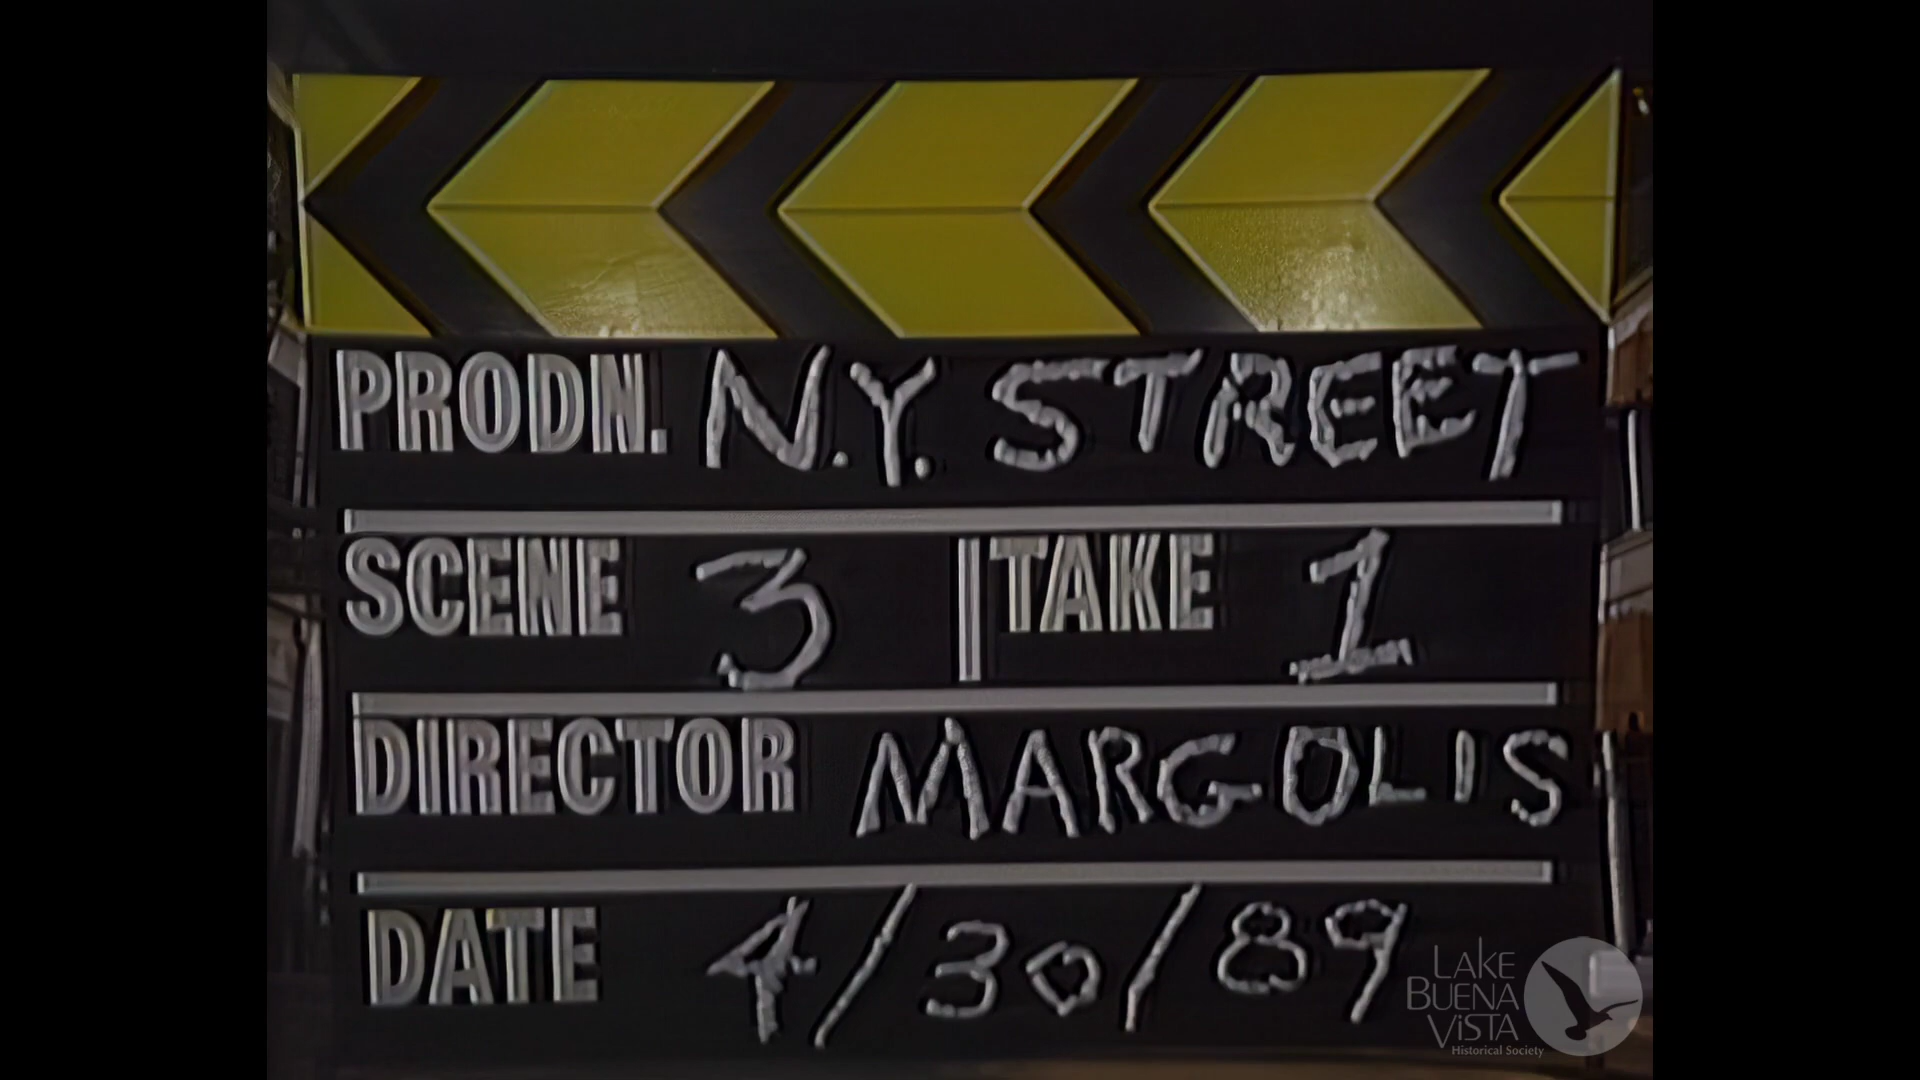 PRODN. N.Y. STREET
SCENE 3 TAKE 1
DIRECTOR MARGOLIS
DATE 4/30/89
LAKE
BUENA
VISTA
Historical Society